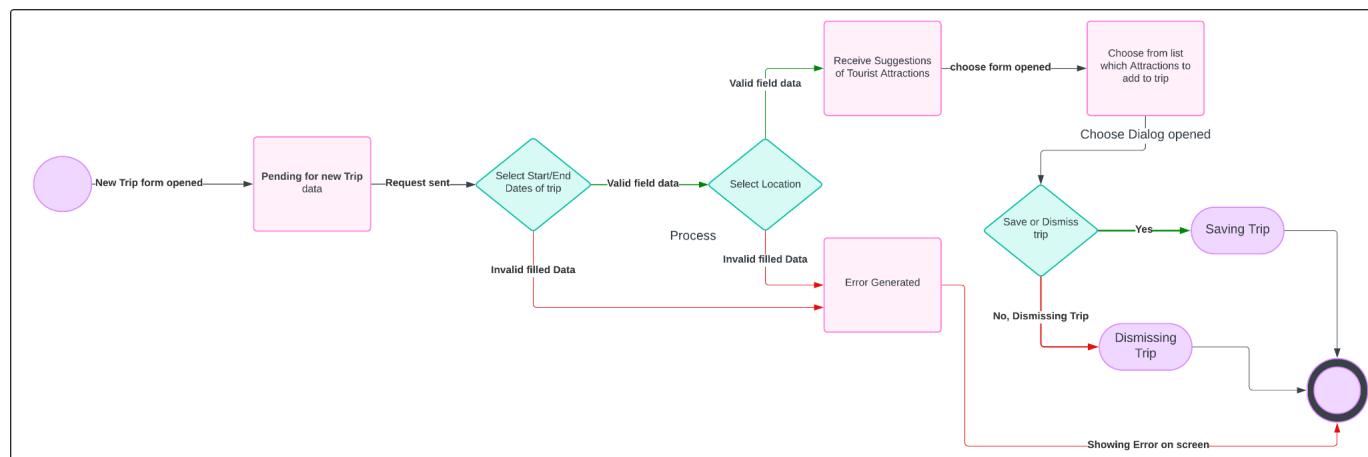 New Trip form opened
Pending for new Trip
data
Request sent
Select Start/End
Dates of trip
Valid field data
Invalid filled Data
Select Location
Process
Valid field data
Invalid filled Data
Receive Suggestions
of Tourist Attractions
choose form opened
Choose from list
which Attractions to
add to trip
Choose Dialog opened
Error Generated
Save or Dismiss
trip
Yes
Saving Trip
No, Dismissing Trip
Dismissing
Trip
Showing Error on screen